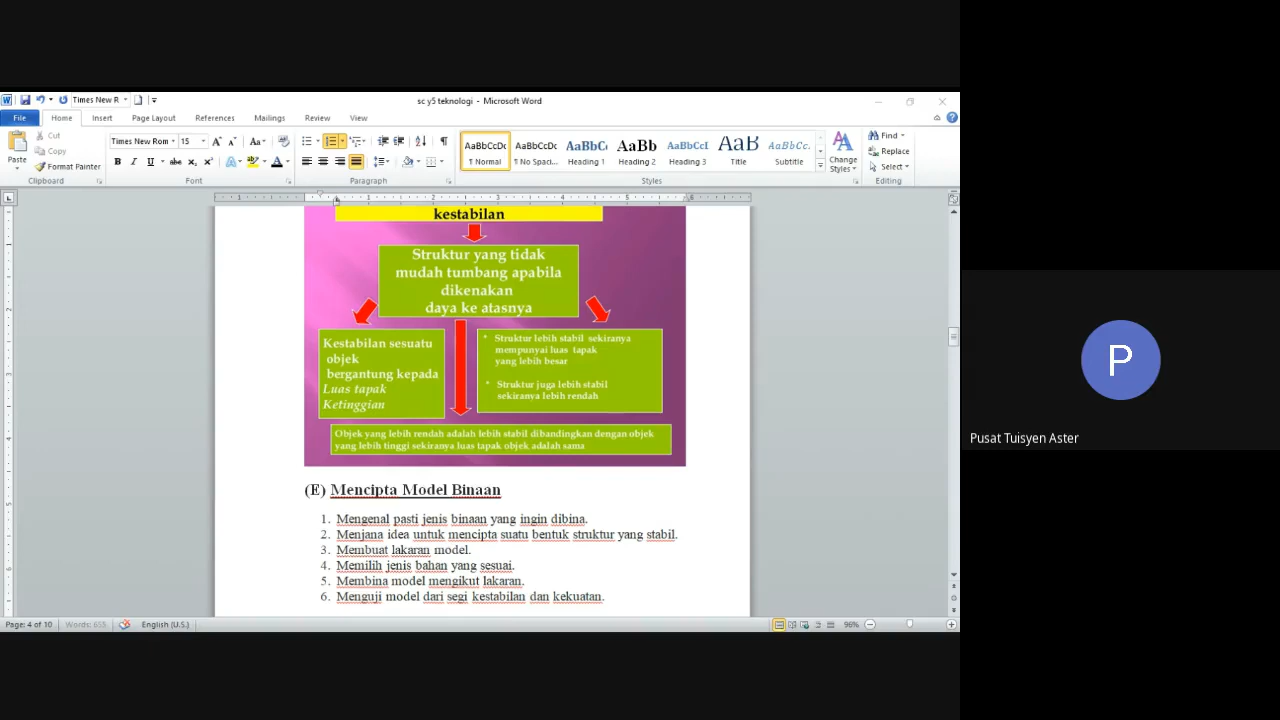 sc y5 teknologi - Microsoft Word
Times New R
File
Home
Insert
Page Layout
References
Mailings
Review
View
Paste
Cut
Copy
Format Painter
Clipboard
Times New Rom
15
Font
Paragraph
AaBbCcDc
¶ Normal
AaBbCcDc
¶ No Spaci...
AaBbC
Heading 1
AaBb
Heading 2
AaBbCcI
Heading 3
AaB
Title
AaBbCc.
Subtitle
Change
Styles
Styles
Find
Replace
Select
Editing
kestabilan
Struktur yang tidak
mudah tumbang apabila
dikenakan
daya ke atasnya
Kestabilan sesuatu
objek
bergantung kepada
Luas tapak
Ketinggian
• Struktur lebih stabil sekiranya
mempunyai luas tapak
yang lebih besar
• Struktur juga lebih stabil
sekiranya lebih rendah
Objek yang lebih rendah adalah lebih stabil dibandingkan dengan objek
yang lebih tinggi sekiranya luas tapak objek adalah sama
(E) Mencipta Model Binaan
1. Mengenal pasti jenis binaan yang ingin dibina.
2. Menjana idea untuk mencipta suatu bentuk struktur yang stabil.
3. Membuat lakaran model.
4. Memilih jenis bahan yang sesuai.
5. Membina model mengikut lakaran.
6. Menguji model dari segi kestabilan dan kekuatan.
Page: 4 of 10
Words: 655
English (U.S.)
96%
P
Pusat Tuisyen Aster